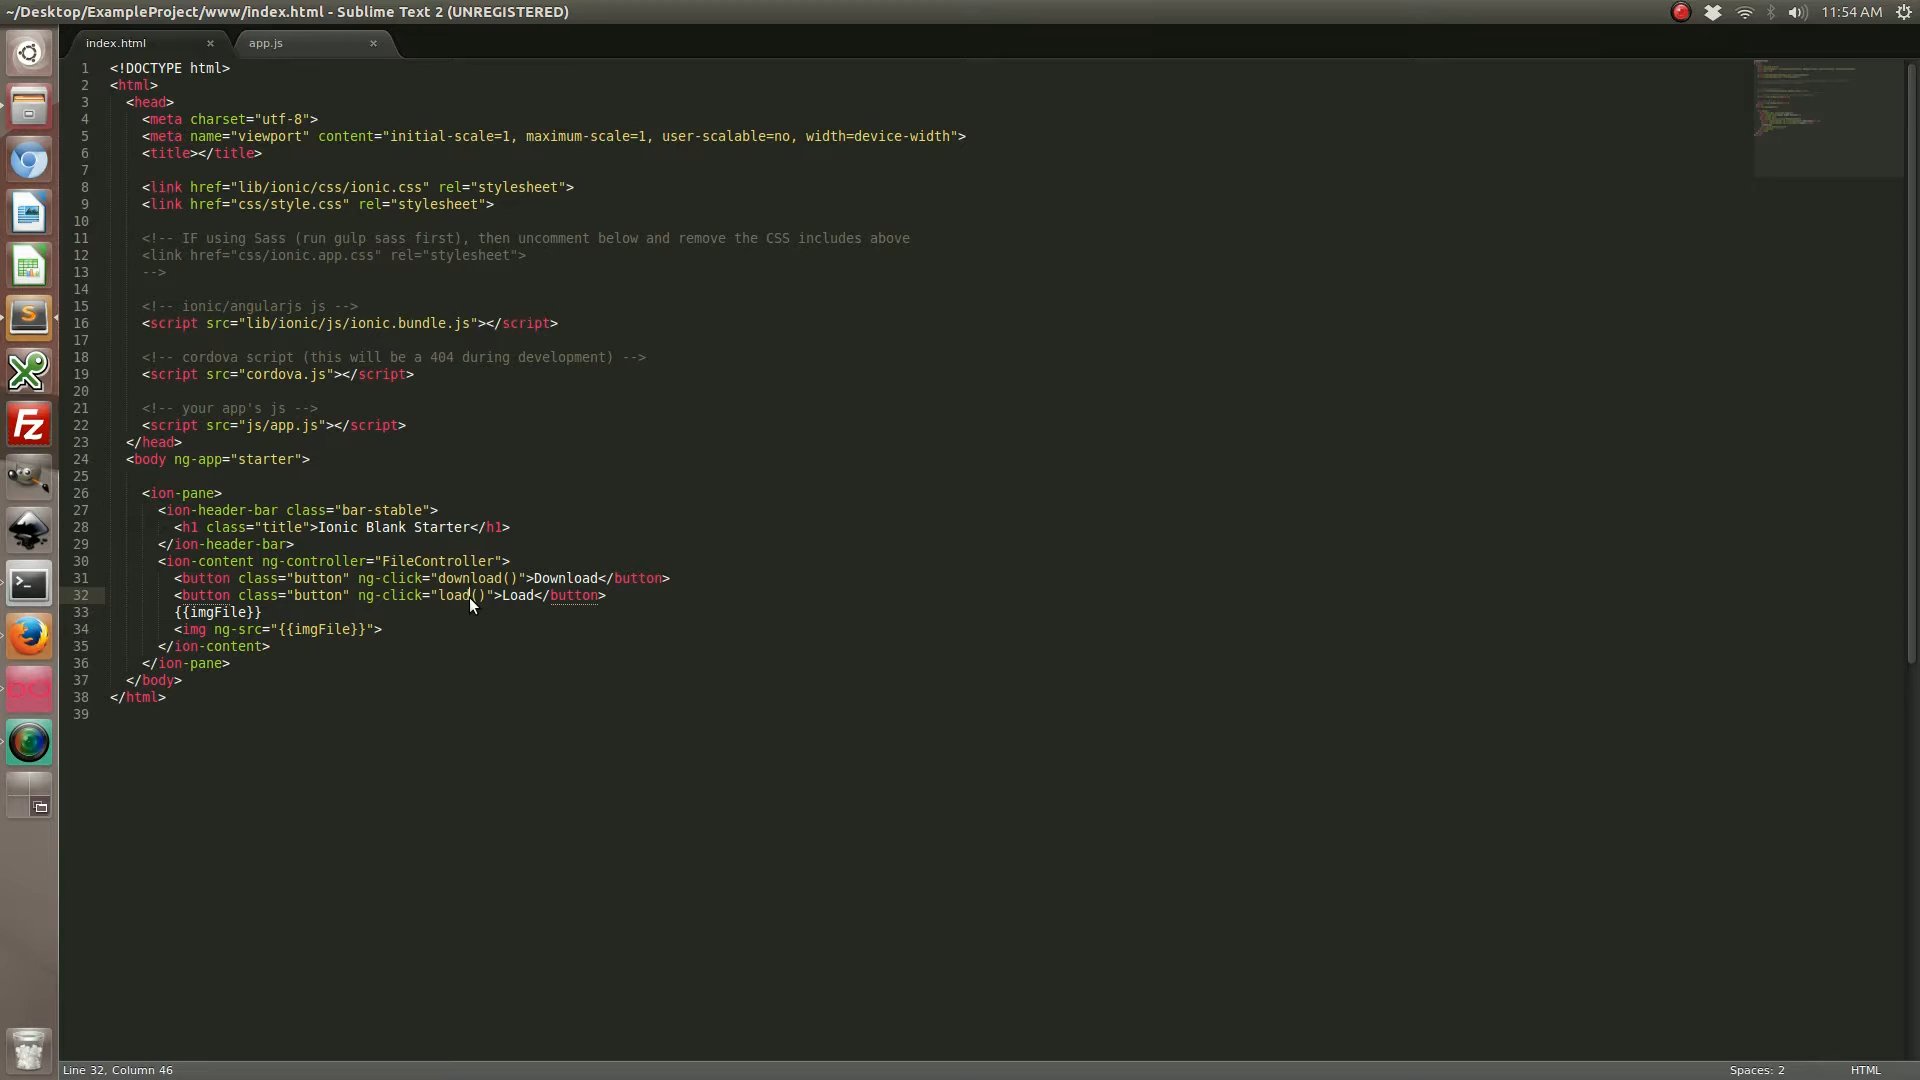 ~/Desktop/ExampleProject/www/index.html - Sublime Text 2 (UNREGISTERED)
11:54 AM
index.html × app.js ×
1 <!DOCTYPE html>
2 <html>
3 <head>
4 <meta charset="utf-8">
5 <meta name="viewport" content="initial-scale=1, maximum-scale=1, user-scalable=no, width=device-width">
6 <title></title>
7
8 <link href="lib/ionic/css/ionic.css" rel="stylesheet">
9 <link href="css/style.css" rel="stylesheet">
10
11 <!-- IF using Sass (run gulp sass first), then uncomment below and remove the CSS includes above
12 <link href="css/ionic.app.css" rel="stylesheet">
13 -->
14
15 <!-- ionic/angularjs js -->
16 <script src="lib/ionic/js/ionic.bundle.js"></script>
17
18 <!-- cordova script (this will be a 404 during development) -->
19 <script src="cordova.js"></script>
20
21 <!-- your app's js -->
22 <script src="js/app.js"></script>
23 </head>
24 <body ng-app="starter">
25
26 <ion-pane>
27 <ion-header-bar class="bar-stable">
28 <h1 class="title">Ionic Blank Starter</h1>
29 </ion-header-bar>
30 <ion-content ng-controller="FileController">
31 <button class="button" ng-click="download()">Download</button>
32 <button class="button" ng-click="load()">Load</button>
33 {{imgFile}}
34 <img ng-src="{{imgFile}}">
35 </ion-content>
36 </ion-pane>
37 </body>
38 </html>
39
Line 32, Column 46
Spaces: 2
HTML